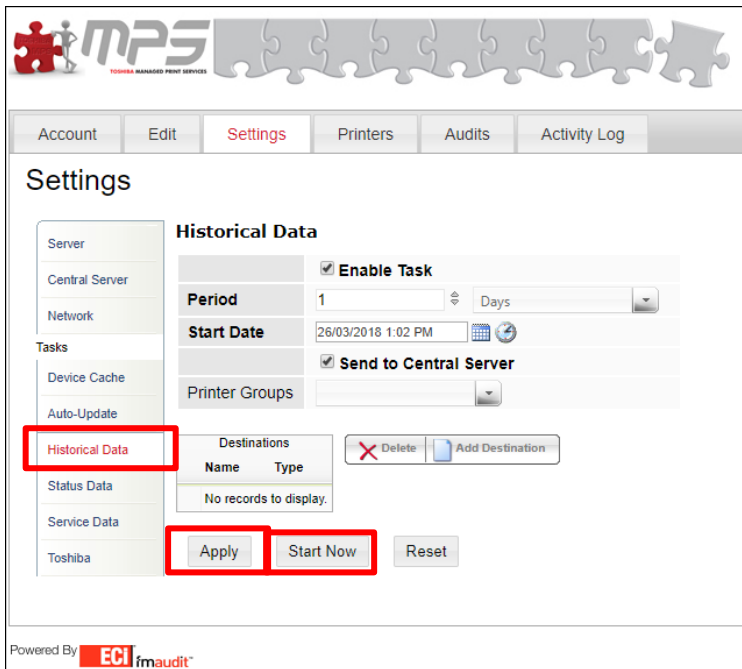 MPS
TOSHIBA MANAGED PRINT SERVICES
Account Edit Settings Printers Audits Activity Log
Settings
Server
Central Server
Network
Tasks
Device Cache
Auto-Update
Historical Data
Status Data
Service Data
Toshiba
Historical Data
Enable Task
Period 1 Days
Start Date 26/03/2018 1:02 PM
Send to Central Server
Printer Groups
Destinations
Name Type
No records to display.
Delete Add Destination
Apply Start Now Reset
Powered By ECi fmaudit